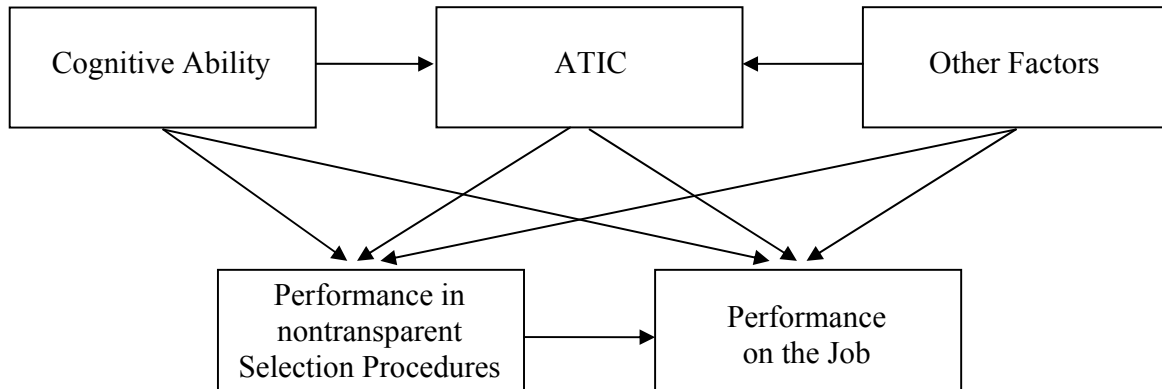 Cognitive Ability
ATIC
Other Factors
Performance in
nontransparent
Selection Procedures
Performance
on the Job